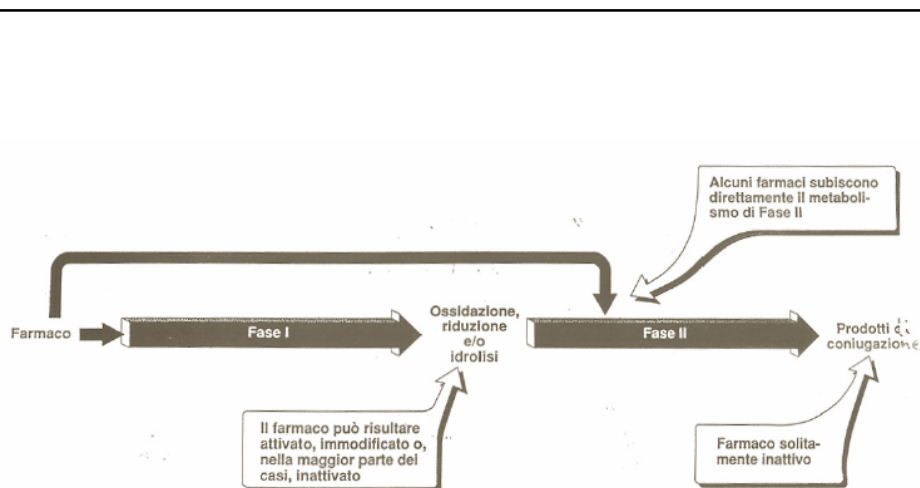 Alcuni farmaci subiscono
direttamente il metaboli-
smo di Fase II
Farmaco
Fase I
Ossidazione,
riduzione
e/o
idrolisi
Fase II
Prodotti di
coniugazione
Il farmaco può risultare
attivato, immodificato o,
nella maggior parte dei
casi, inattivato
Farmaco solita-
mente inattivo